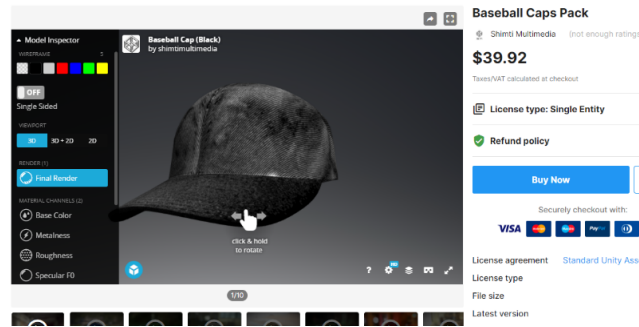 Model Inspector
WIREFRAME
Baseball Cap (Black)
by shimtimultimedia
OFF
Single Sided
VIEWPORT
3D 3D + 2D 2D
RENDER (1)
Final Render
MATERIAL CHANNELS (2)
Base Color
Metalness
Roughness
Specular F0
click & hold
to rotate
? HD
1/10
Baseball Caps Pack
Shimti Multimedia (not enough ratings
$39.92
Taxes/VAT calculated at checkout
License type: Single Entity
Refund policy
Buy Now
Securely checkout with:
VISA PayPal
License agreement Standard Unity Ass
License type
File size
Latest version